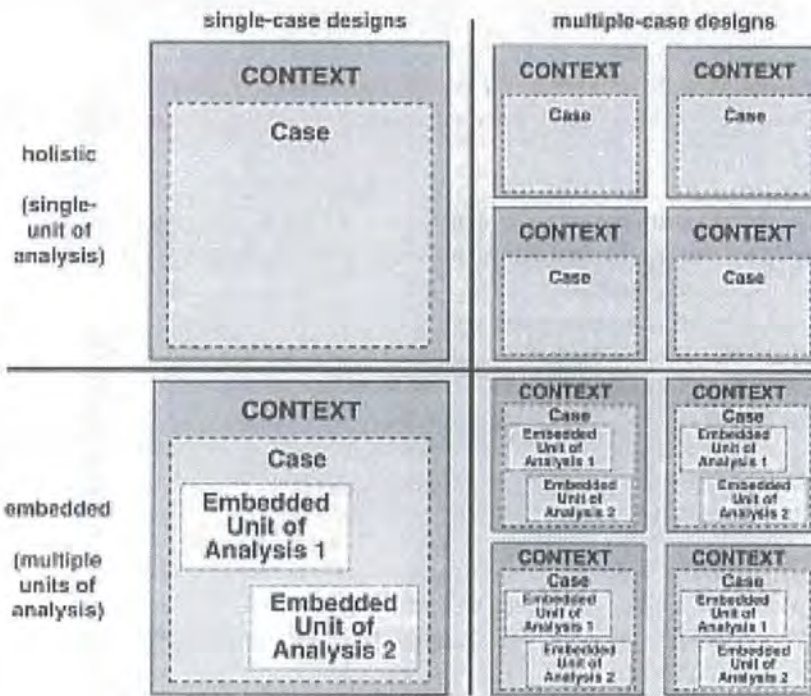 single-case designs
multiple-case designs
holistic
(single-
unit of
analysis)
CONTEXT
Case
CONTEXT
Case
CONTEXT
Case
CONTEXT
Case
CONTEXT
Case
embedded
(multiple
units of
analysis)
CONTEXT
Case
Embedded
Unit of
Analysis 1
Embedded
Unit of
Analysis 2
CONTEXT
Case
Embedded
Unit of
Analysis 1
Embedded
Unit of
Analysis 2
CONTEXT
Case
Embedded
Unit of
Analysis 1
Embedded
Unit of
Analysis 2
CONTEXT
Case
Embedded
Unit of
Analysis 1
Embedded
Unit of
Analysis 2
CONTEXT
Case
Embedded
Unit of
Analysis 1
Embedded
Unit of
Analysis 2